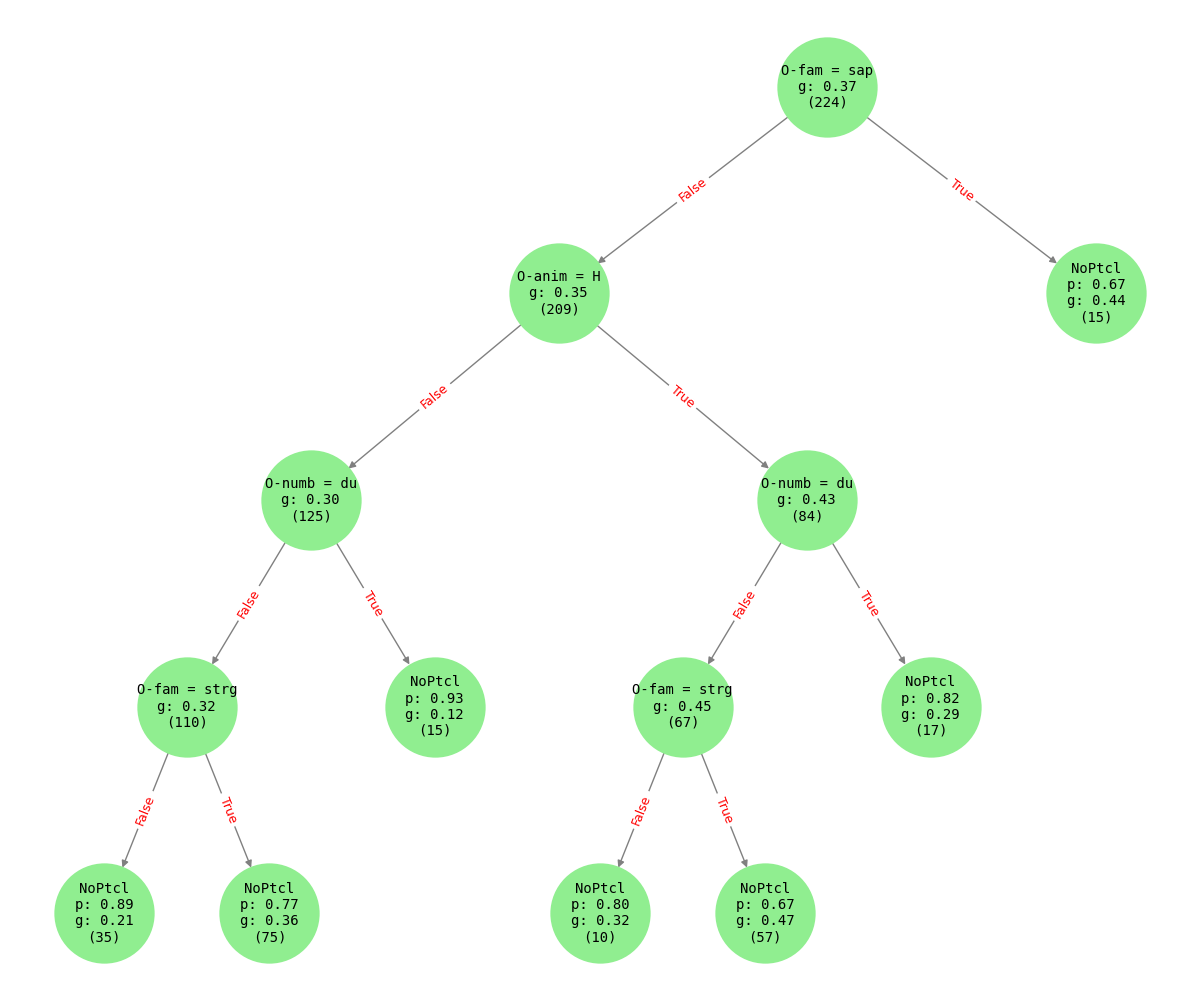 O-fam = sap
g: 0.37
(224)
False
True
O-anim = H
g: 0.35
(209)
NoPtcl
p: 0.67
g: 0.44
(15)
False
True
O-numb = du
g: 0.30
(125)
O-numb = du
g: 0.43
(84)
False
True
False
True
O-fam = strg
g: 0.32
(110)
NoPtcl
p: 0.93
g: 0.12
(15)
O-fam = strg
g: 0.45
(67)
NoPtcl
p: 0.82
g: 0.29
(17)
False
True
False
True
NoPtcl
p: 0.89
g: 0.21
(35)
NoPtcl
p: 0.77
g: 0.36
(75)
NoPtcl
p: 0.80
g: 0.32
(10)
NoPtcl
p: 0.67
g: 0.47
(57)